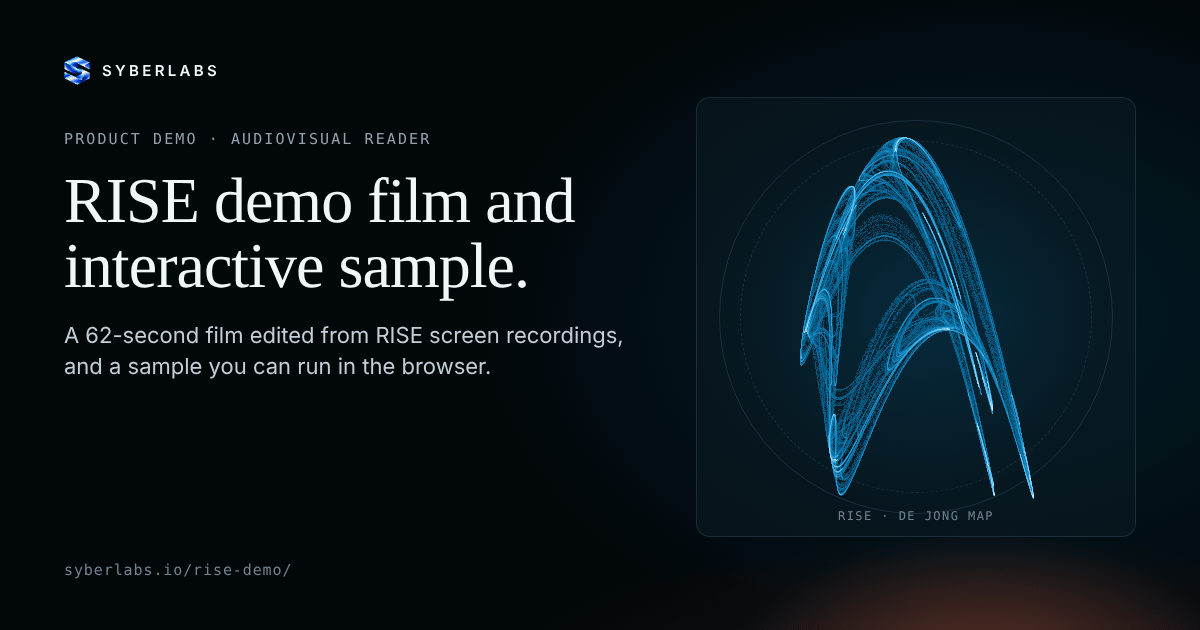 SYBERLABS
PRODUCT DEMO · AUDIOVISUAL READER
RISE demo film and
interactive sample.
A 62-second film edited from RISE screen recordings,
and a sample you can run in the browser.
RISE · DE JONG MAP
syberlabs.io/rise-demo/